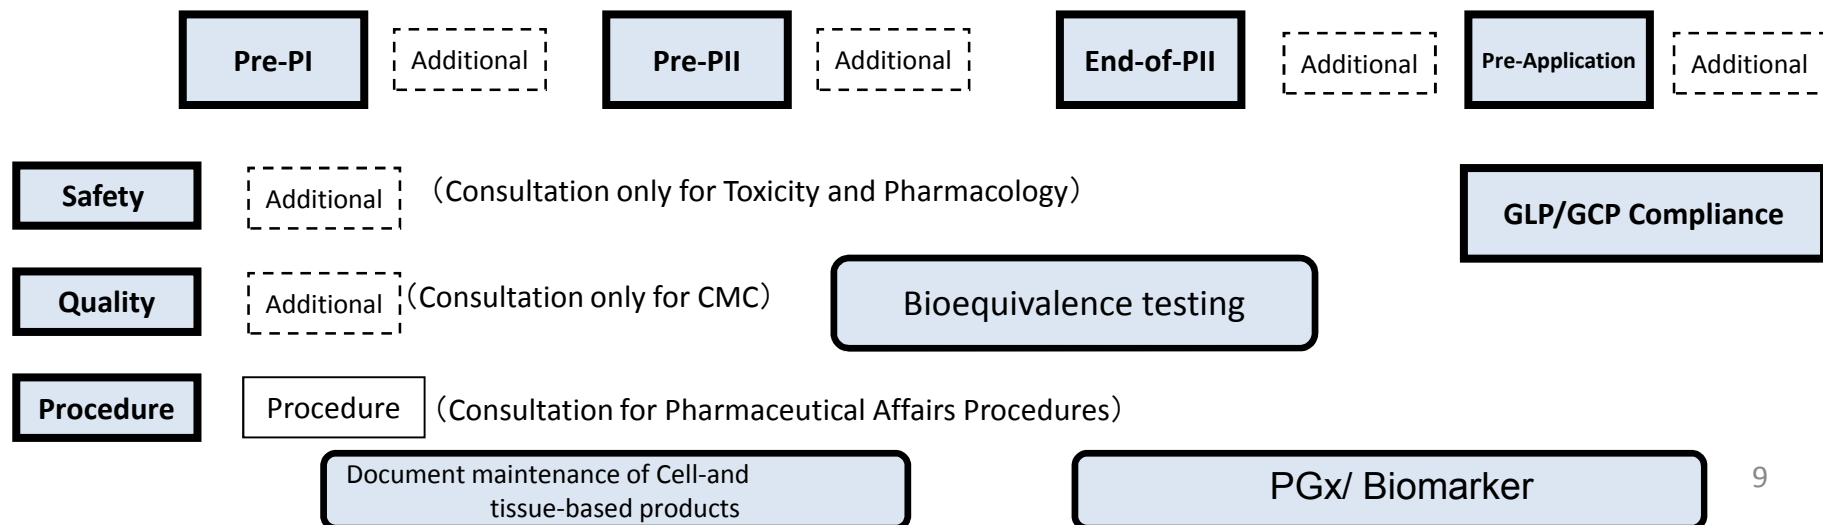 Pre-PI
Additional
Pre-PII
Additional
End-of-PII
Additional
Pre-Application
Additional
Safety
Additional
（Consultation only for Toxicity and Pharmacology）
GLP/GCP Compliance
Quality
Additional
（Consultation only for CMC）
Bioequivalence testing
Procedure
Procedure
（Consultation for Pharmaceutical Affairs Procedures）
Document maintenance of Cell-and
tissue-based products
PGx/ Biomarker
9